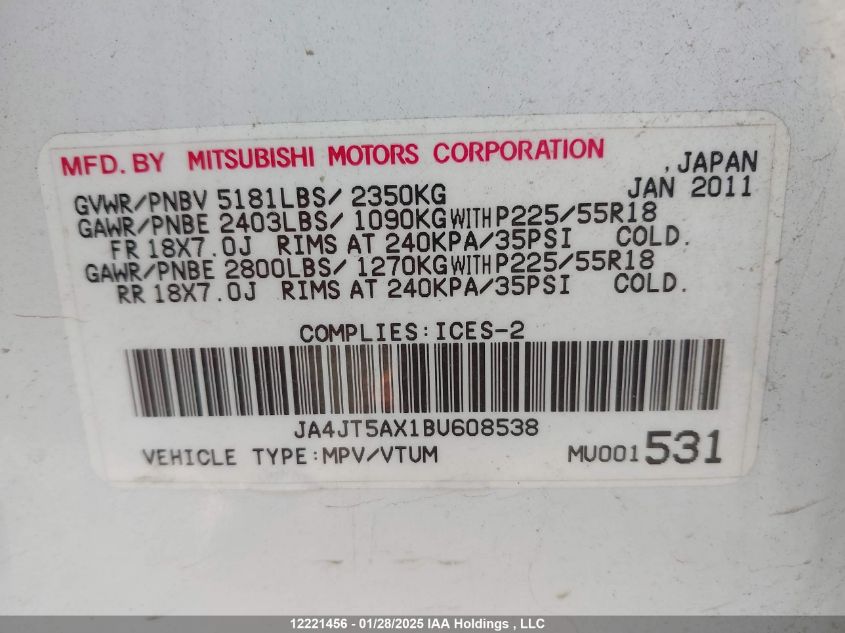 MFD. BY MITSUBISHI MOTORS CORPORATION ,JAPAN
GVWR/PNBV 5181LBS/ 2350KG JAN 2011
GAWR/PNBE 2403LBS/ 1090KG WITH P225/55R18
FR 18X7.0J RIMS AT 240KPA/35PSI COLD.
GAWR/PNBE 2800LBS/ 1270KG WITH P225/55R18
RR 18X7.0J RIMS AT 240KPA/35PSI COLD.
COMPLIES:ICES-2
JA4JT5AX1BU608538
VEHICLE TYPE:MPV/VTUM MU001531
12221456 - 01/28/2025 IAA Holdings , LLC